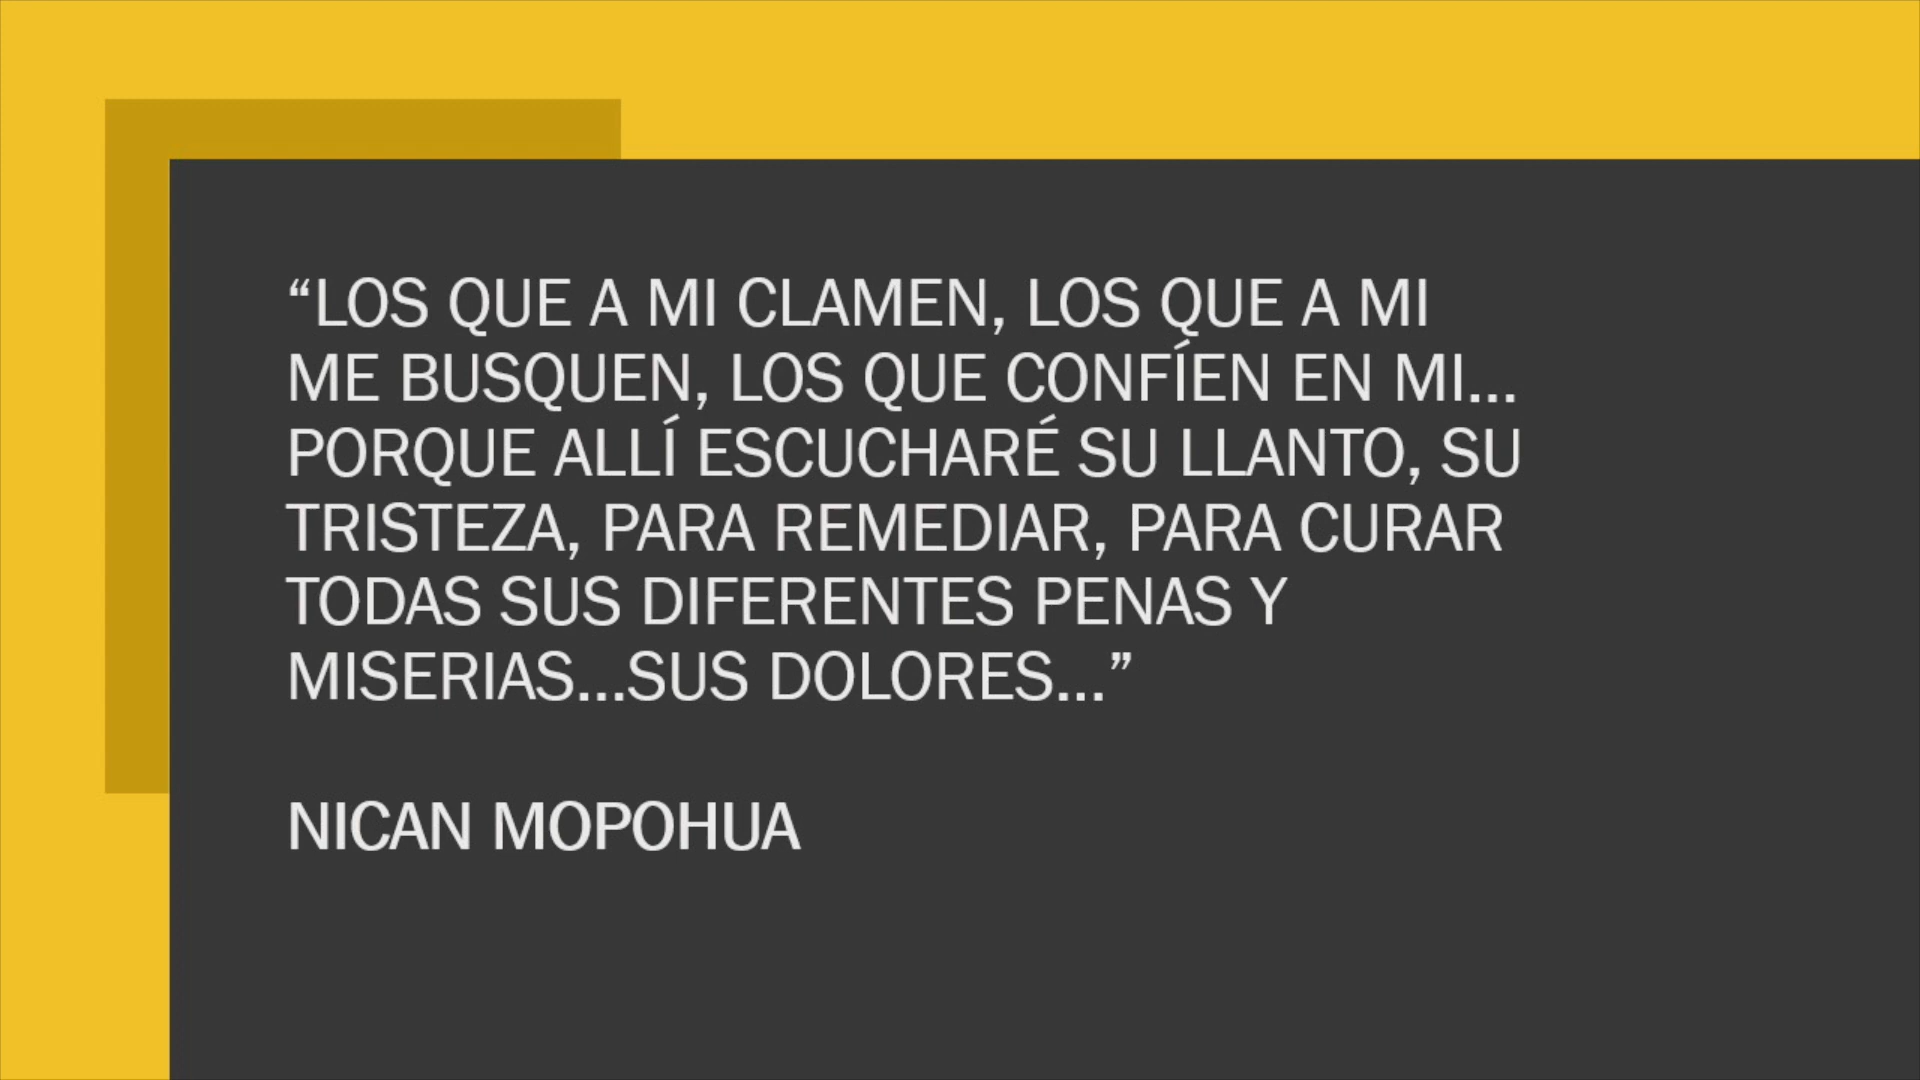 “LOS QUE A MI CLAMEN, LOS QUE A MI
ME BUSQUEN, LOS QUE CONFÍEN EN MI...
PORQUE ALLÍ ESCUCHARÉ SU LLANTO, SU
TRISTEZA, PARA REMEDIAR, PARA CURAR
TODAS SUS DIFERENTES PENAS Y
MISERIAS...SUS DOLORES...”
NICAN MOPOHUA